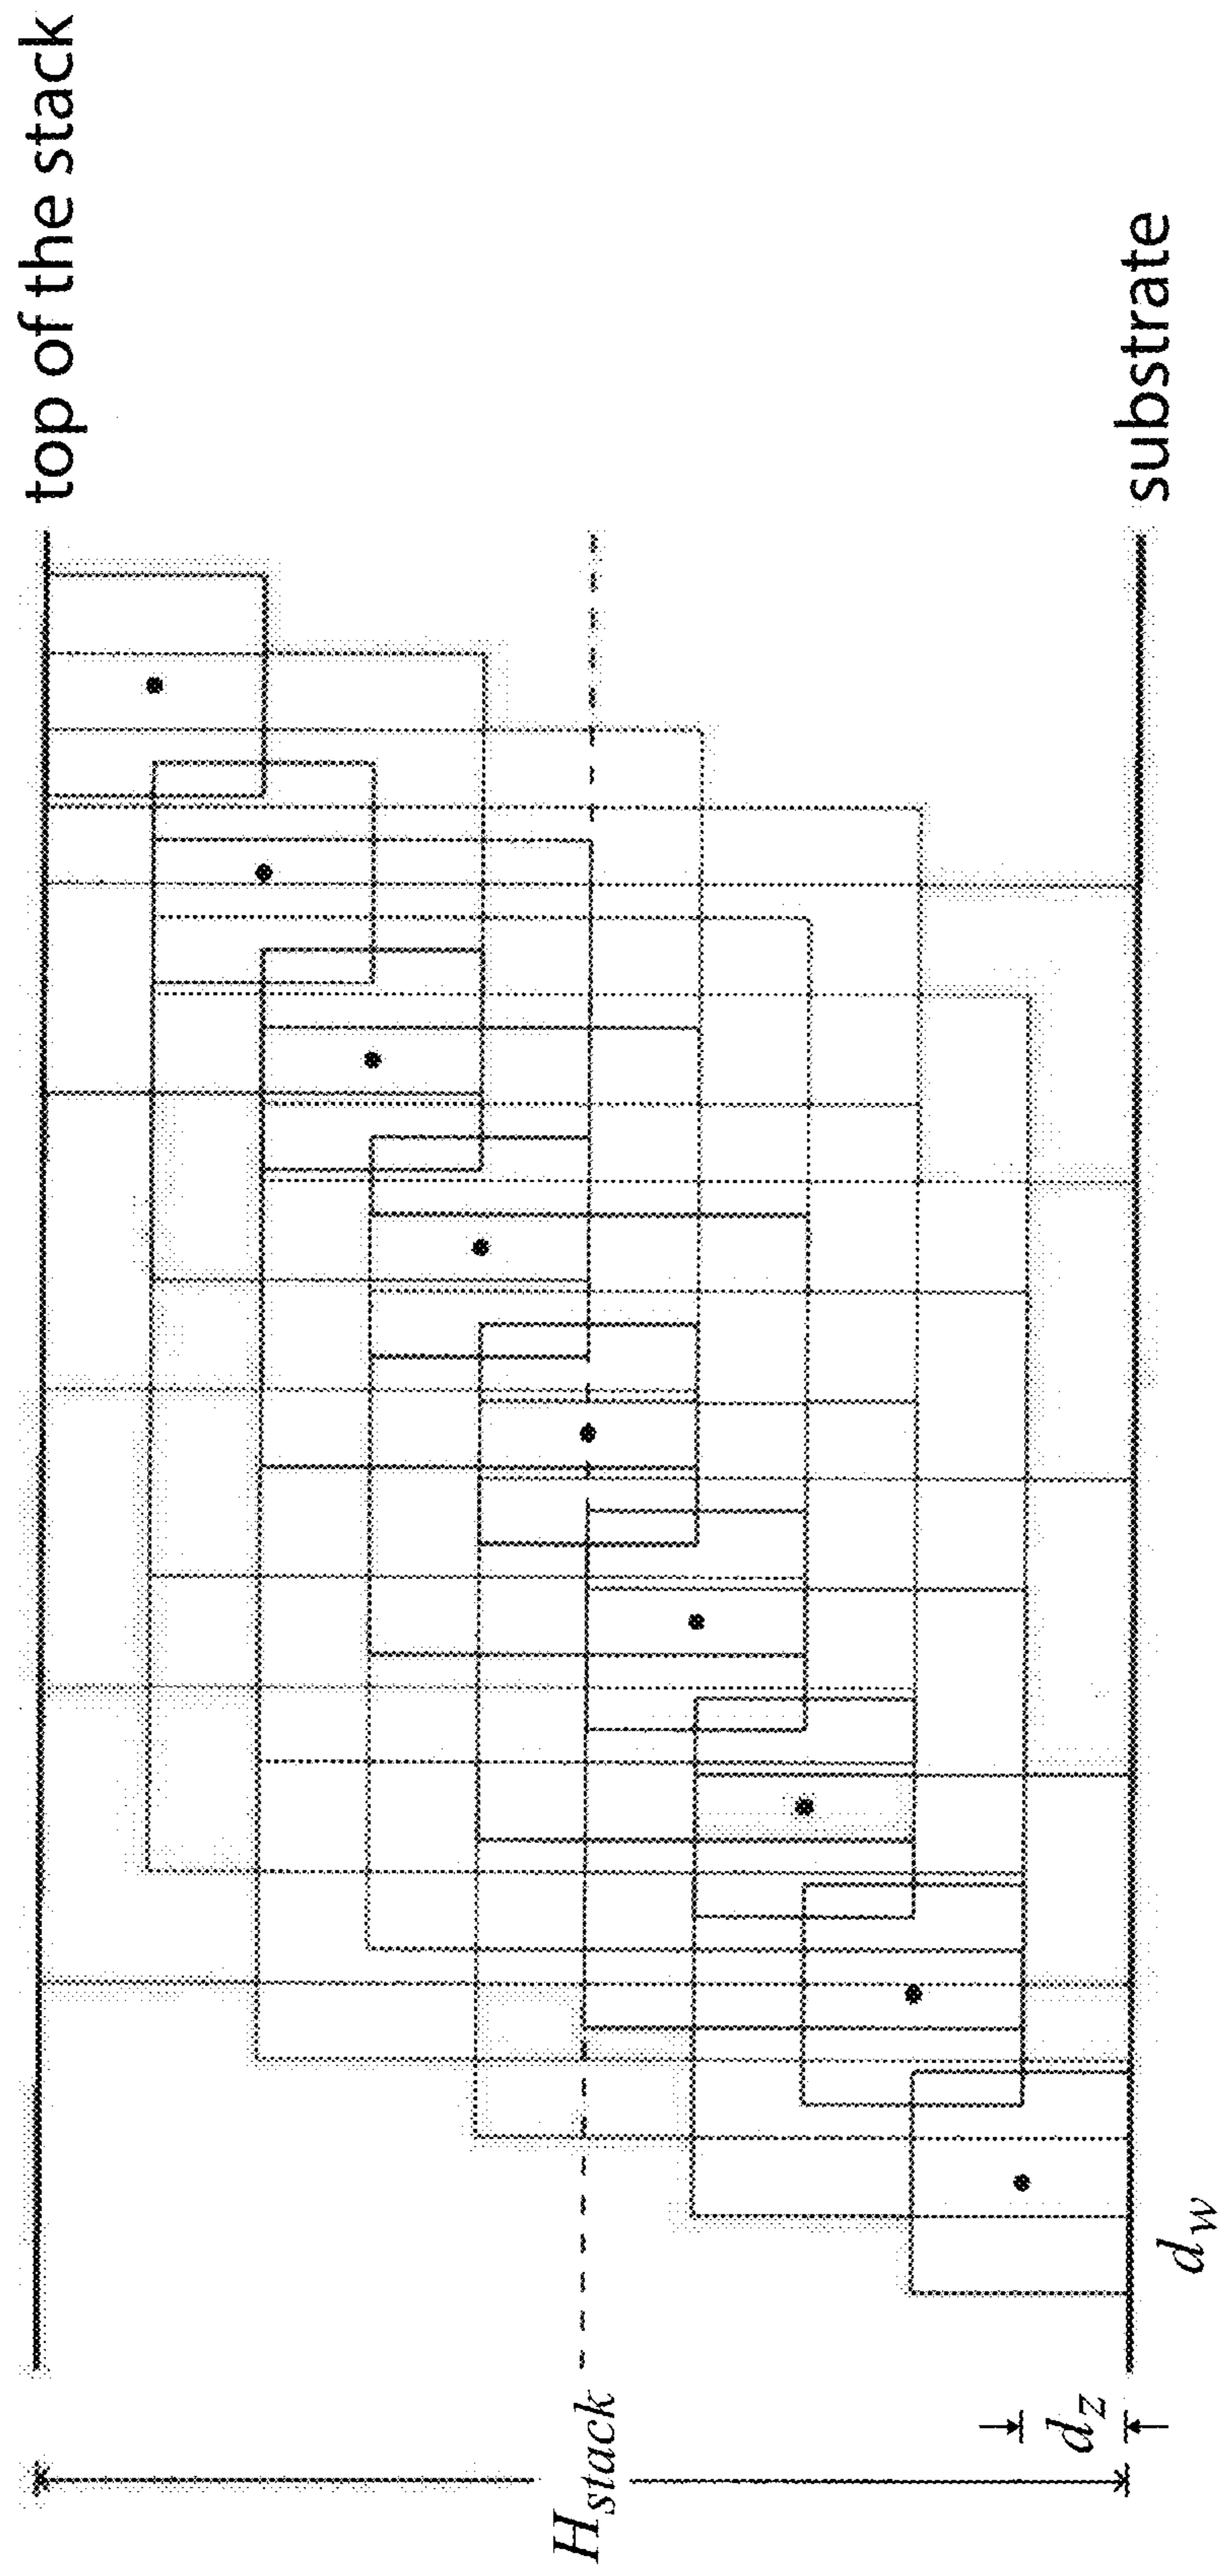 top of the stack
H_stack
substrate
d_z
d_w